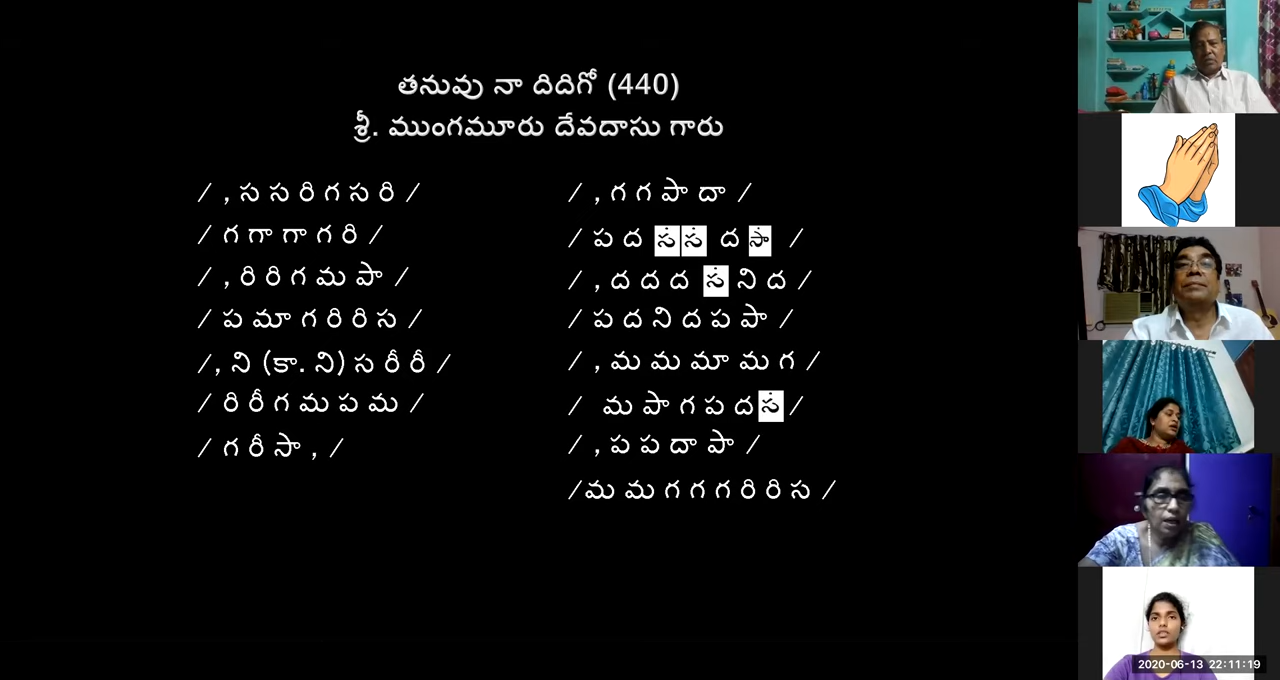 తనువు నా దిదిగో (440)
శ్రీ. ముంగమూరు దేవదాసు గారు
/ , స స రి గ స రి /
/ గ గా గా గ రి /
/ , రి రి గ మ పా /
/ ప మా గ రి రి స /
/, ని (కా. ని) స రీ రీ /
/ రి రీ గ మ ప మ /
/ గ రీ సా , /
/ , గ గ పా దా /
/ ప ద స̇ స̇ ద సా̇ /
/ , ద ద ద స̇ ని ద /
/ ప ద ని ద ప పా /
/ , మ మ మా మ గ /
/ మ పా గ ప ద స̇ /
/ , ప ప దా పా /
/మ మ గ గ గ రి రి స /
2020-06-13 22:11:19